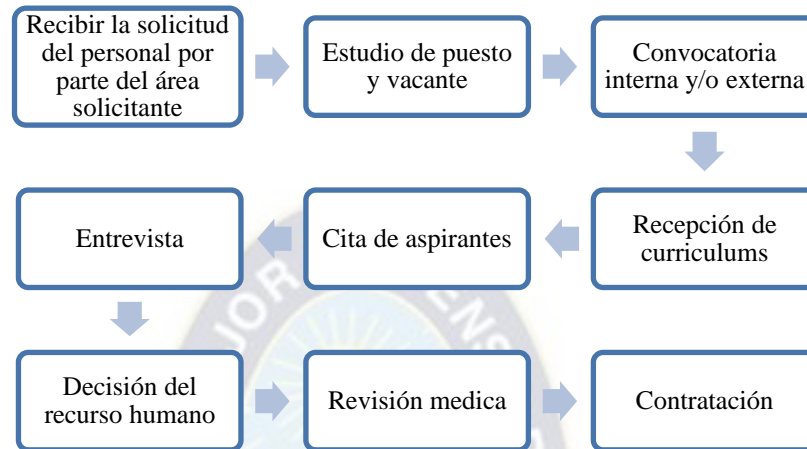 Recibir la solicitud
del personal por
parte del área
solicitante
Estudio de puesto
y vacante
Convocatoria
interna y/o externa
Recepción de
curriculums
Cita de aspirantes
Entrevista
Decisión del
recurso humano
Revisión medica
Contratación